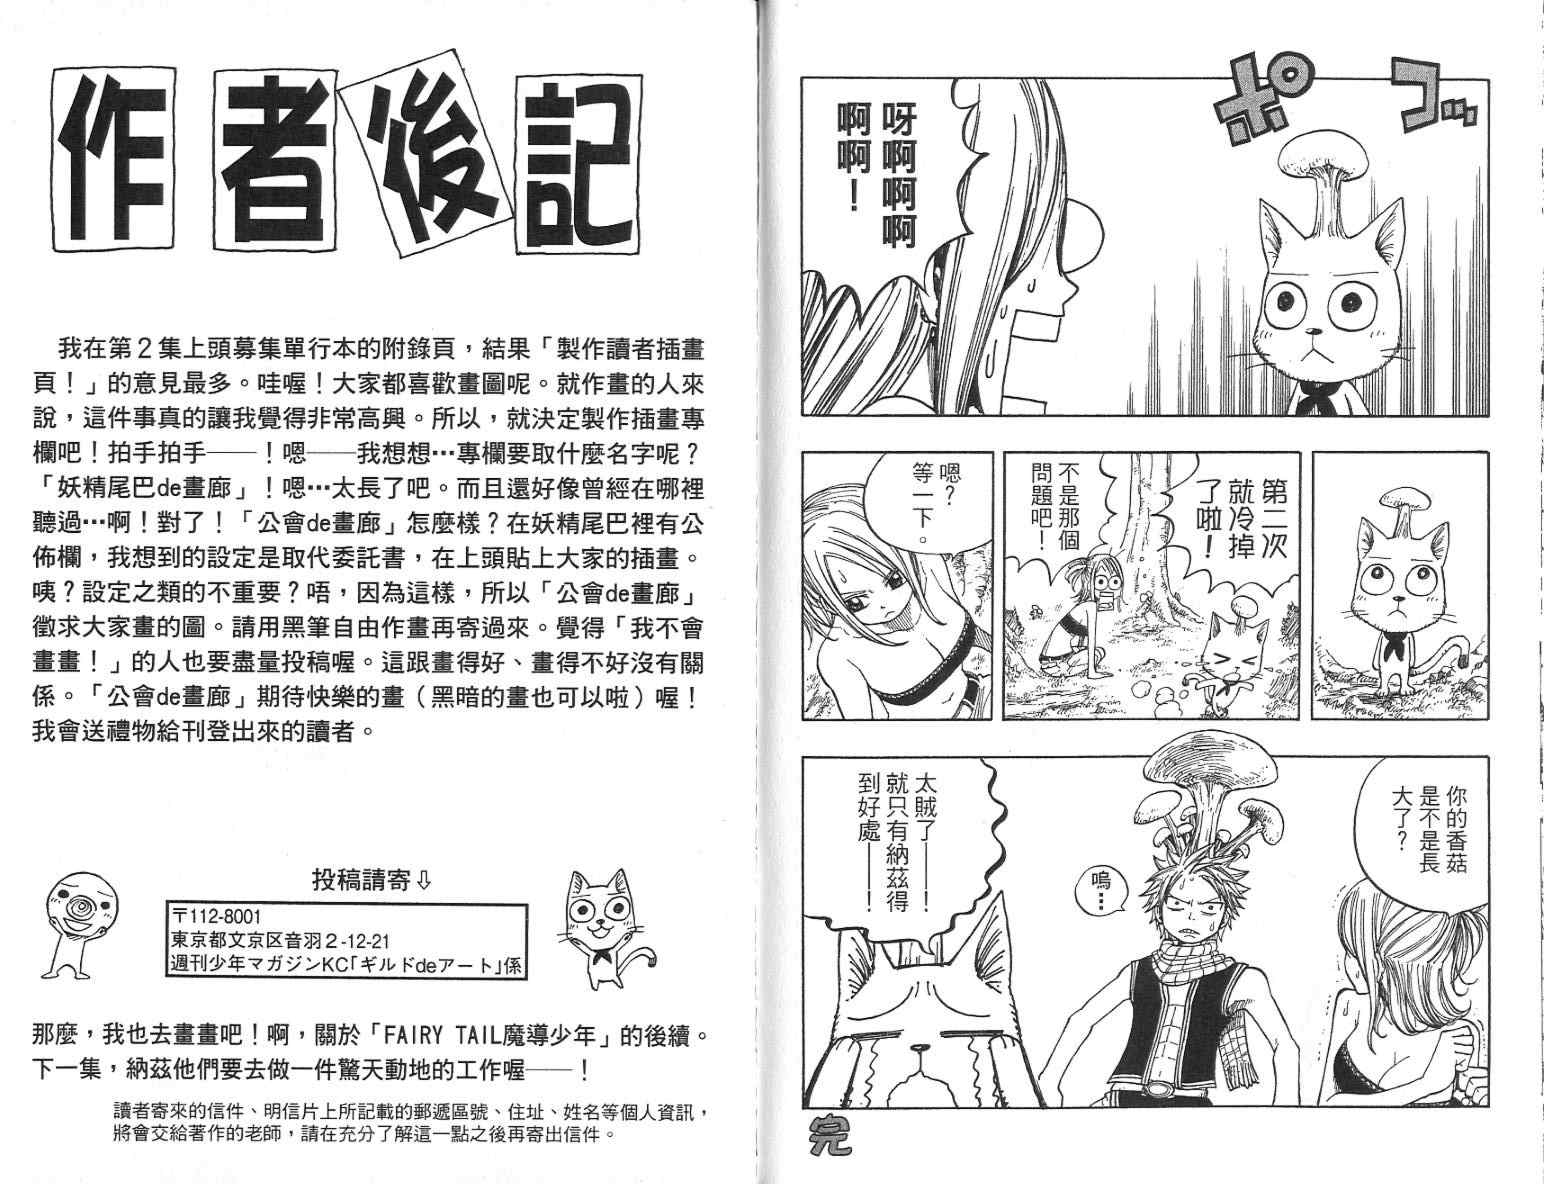 ポコッ
呀啊啊啊
啊啊！
第二次
就冷掉
了啦！
不是那個
問題吧！
嗯？
等一下。
你的香菇
是不是長
大了？
嗚…
太賊了──！
就只有納茲得
到好處──！
完
作者後記
我在第２集上頭募集單行本的附錄頁，結果「製作讀者插畫
頁！」的意見最多。哇喔！大家都喜歡畫圖呢。就作畫的人來
說，這件事真的讓我覺得非常高興。所以，就決定製作插畫專
欄吧！拍手拍手──！嗯──我想想…專欄要取什麼名字呢？
「妖精尾巴de畫廊」！嗯…太長了吧。而且還好像曾經在哪裡
聽過…啊！對了！「公會de畫廊」怎麼樣？在妖精尾巴裡有公
佈欄，我想到的設定是取代委託書，在上頭貼上大家的插畫。
咦？設定之類的不重要？唔，因為這樣，所以「公會de畫廊」
徵求大家畫的圖。請用黑筆自由作畫再寄過來。覺得「我不會
畫畫！」的人也要盡量投稿喔。這跟畫得好、畫得不好沒有關
係。「公會de畫廊」期待快樂的畫（黑暗的畫也可以啦）喔！
我會送禮物給刊登出來的讀者。
投稿請寄⇩
〒112-8001
東京都文京区音羽２-12-21
週刊少年マガジンKC「ギルドdeアート」係
那麼，我也去畫畫吧！啊，關於「FAIRY TAIL魔導少年」的後續。
下一集，納茲他們要去做一件驚天動地的工作喔──！
讀者寄來的信件、明信片上所記載的郵遞區號、住址、姓名等個人資訊，
將會交給著作的老師，請在充分了解這一點之後再寄出信件。